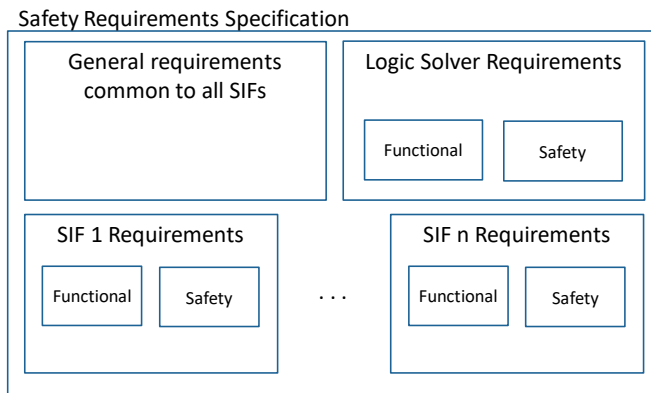 Safety Requirements Specification
General requirements
common to all SIFs
Logic Solver Requirements
Functional
Safety
SIF 1 Requirements
Functional
Safety
. . .
SIF n Requirements
Functional
Safety